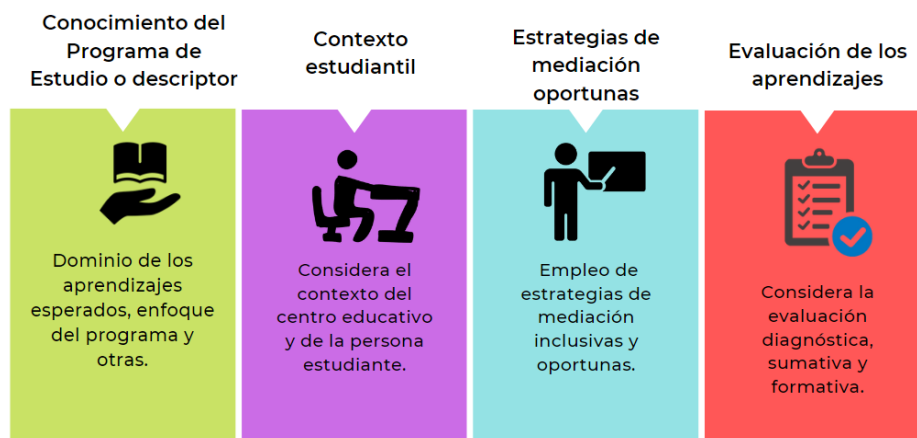 Conocimiento del
Programa de
Estudio o descriptor
Dominio de los
aprendizajes
esperados, enfoque
del programa y
otras.
Contexto
estudiantil
Considera el
contexto del
centro educativo
y de la persona
estudiante.
Estrategias de
mediación
oportunas
Empleo de
estrategias de
mediación
inclusivas y
oportunas.
Evaluación de los
aprendizajes
Considera la
evaluación
diagnóstica,
sumativa y
formativa.